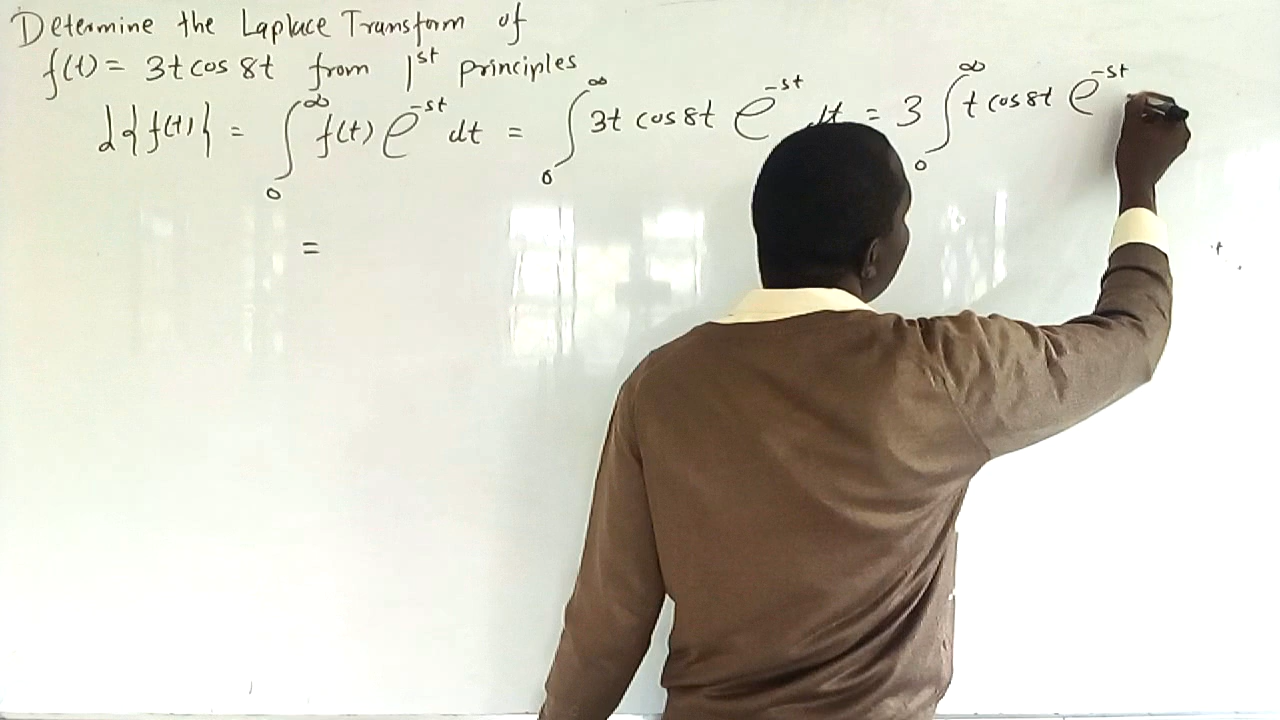 Determine the Laplace Transform of
f(t) = 3t cos 8t from 1st principles
L{f(t)} = ∫₀^∞ f(t) e^{-st} dt = ∫₀^∞ 3t cos 8t e^{-st} dt = 3 ∫₀^∞ t cos 8t e^{-st}
=